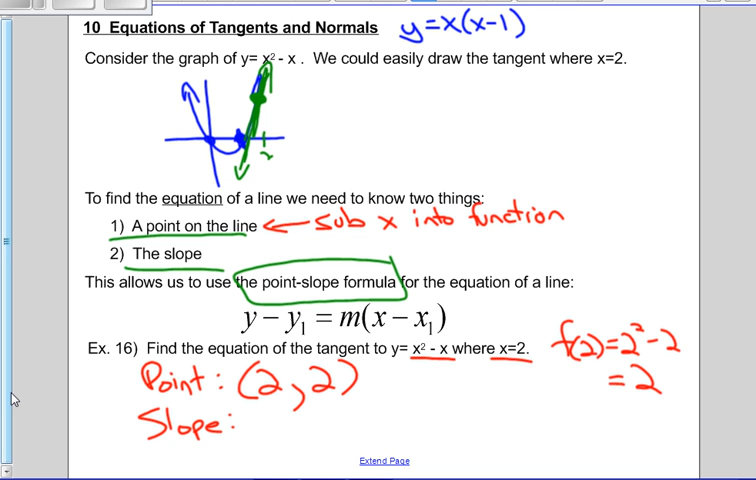 10 Equations of Tangents and Normals y=x(x-1)
Consider the graph of y= x² - x . We could easily draw the tangent where x=2.
2
To find the equation of a line we need to know two things:
1) A point on the line ← sub x into function
2) The slope
This allows us to use the point-slope formula for the equation of a line:
y − y₁ = m(x − x₁)
Ex. 16) Find the equation of the tangent to y= x² - x where x=2.
f(2)=2²-2
=2
Point: (2,2)
Slope:
Extend Page